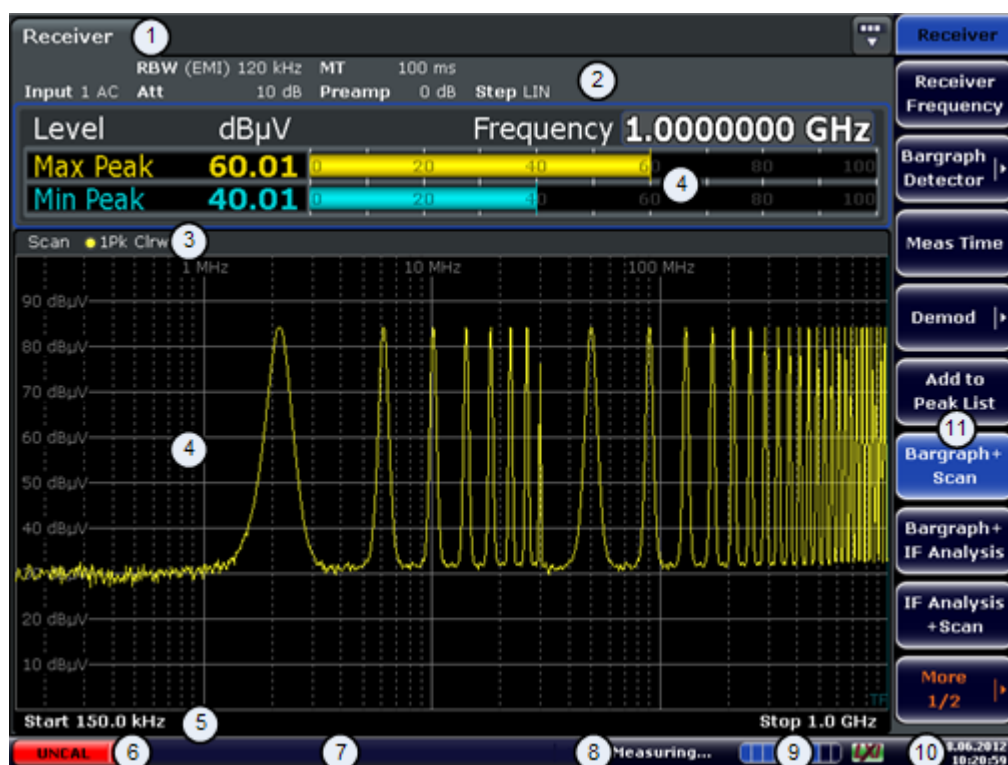 Receiver 1
RBW (EMI) 120 kHz MT 100 ms 2
Input 1 AC Att 10 dB Preamp 0 dB Step LIN
Level dBµV Frequency 1.0000000 GHz
Max Peak 60.01 0 20 40 60 80 100
4
Min Peak 40.01 0 20 40 60 80 100
Scan 1Pk Clrw 3
1 MHz 10 MHz 100 MHz
90 dBµV
80 dBµV
70 dBµV
60 dBµV
4
50 dBµV
40 dBµV
30 dBµV
20 dBµV
10 dBµV
TF
Start 150.0 kHz 5 Stop 1.0 GHz
UNCAL 6 7 8 Measuring... 9 10
.06.2012
10:20:52
Receiver
Receiver
Frequency
Bargraph
Detector
Meas Time
Demod
Add to
Peak List
11
Bargraph+
Scan
Bargraph+
IF Analysis
IF Analysis
+Scan
More
1/2